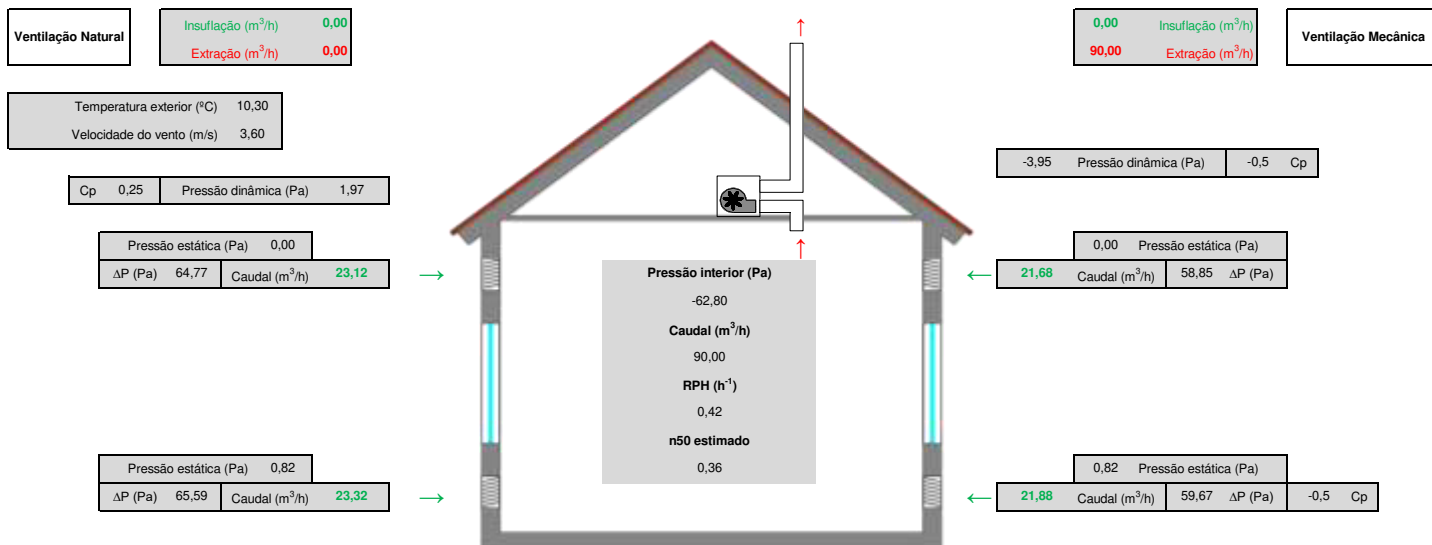 Ventilação Natural
Insuflação (m³/h) 0,00
Extração (m³/h) 0,00
0,00 Insuflação (m³/h)
90,00 Extração (m³/h)
Ventilação Mecânica
Temperatura exterior (ºC) 10,30
Velocidade do vento (m/s) 3,60
Cp 0,25 Pressão dinâmica (Pa) 1,97
-3,95 Pressão dinâmica (Pa) -0,5 Cp
Pressão estática (Pa) 0,00
ΔP (Pa) 64,77 Caudal (m³/h) 23,12
0,00 Pressão estática (Pa)
21,68 Caudal (m³/h) 58,85 ΔP (Pa)
Pressão interior (Pa)
-62,80
Caudal (m³/h)
90,00
RPH (h⁻¹)
0,42
n50 estimado
0,36
Pressão estática (Pa) 0,82
ΔP (Pa) 65,59 Caudal (m³/h) 23,32
0,82 Pressão estática (Pa)
21,88 Caudal (m³/h) 59,67 ΔP (Pa) -0,5 Cp